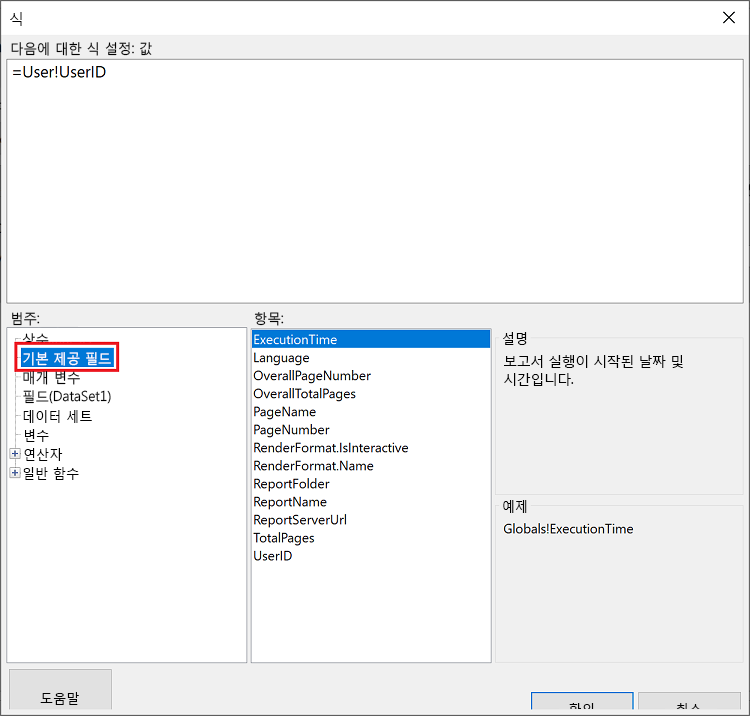 식
다음에 대한 식 설정: 값
=User!UserID
범주:
상수
기본 제공 필드
매개 변수
필드(DataSet1)
데이터 세트
변수
연산자
일반 함수
항목:
ExecutionTime
Language
OverallPageNumber
OverallTotalPages
PageName
PageNumber
RenderFormat.IsInteractive
RenderFormat.Name
ReportFolder
ReportName
ReportServerUrl
TotalPages
UserID
설명
보고서 실행이 시작된 날짜 및
시간입니다.
예제
Globals!ExecutionTime
도움말
확인
취소